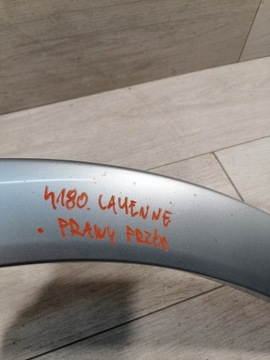 4180. CAYENNE
• PRAWY PRZÓD